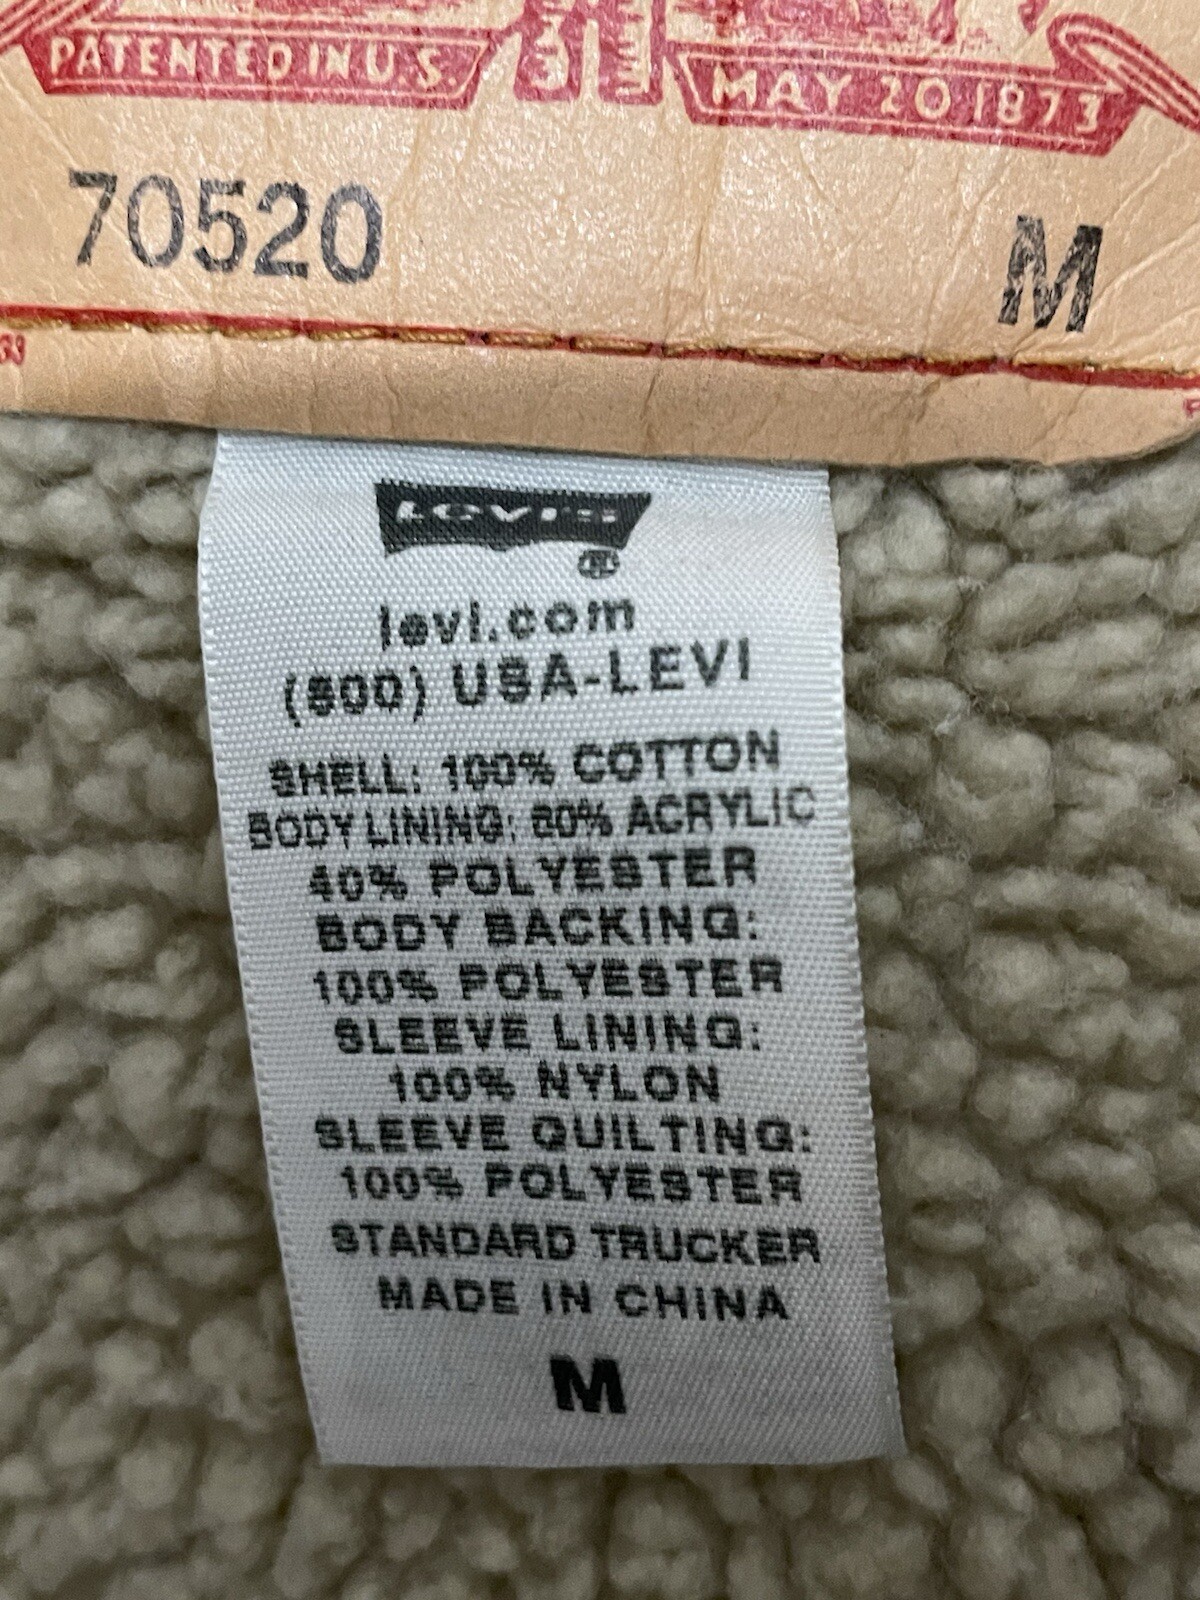 PATENTED IN U.S.
MAY 20 1873
70520
M
Levi's
®
levi.com
(800) USA-LEVI
SHELL: 100% COTTON
BODY LINING: 60% ACRYLIC
40% POLYESTER
BODY BACKING:
100% POLYESTER
SLEEVE LINING:
100% NYLON
SLEEVE QUILTING:
100% POLYESTER
STANDARD TRUCKER
MADE IN CHINA
M